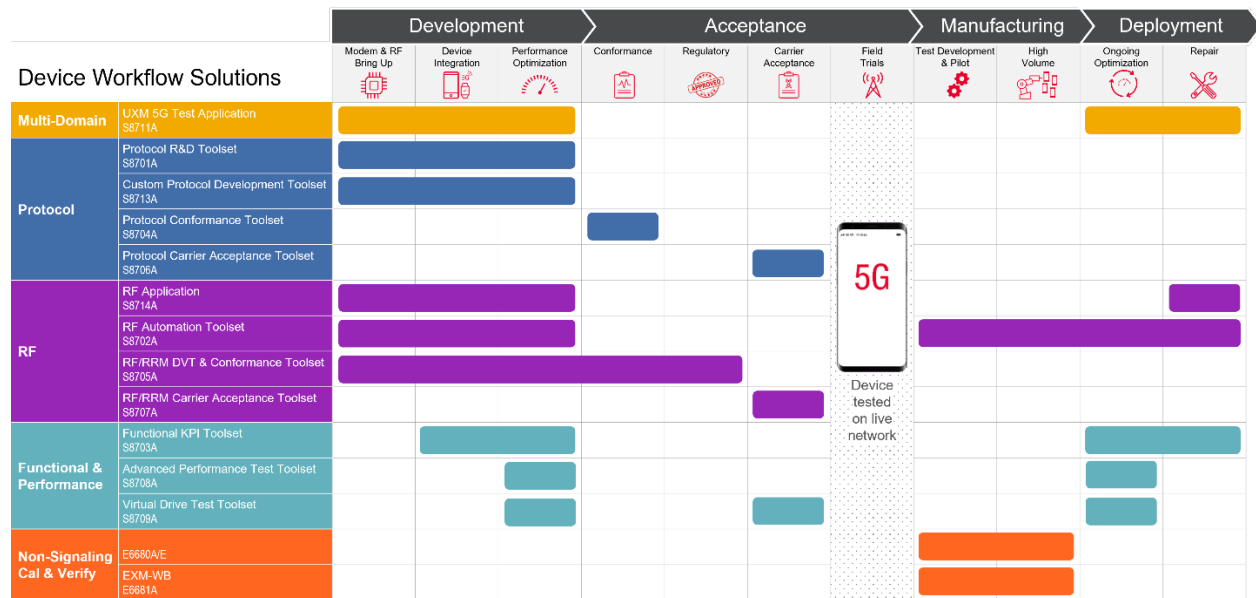 Development
Acceptance
Manufacturing
Deployment
Device Workflow Solutions
Modem & RF
Bring Up
Device
Integration
5G
Performance
Optimization
Conformance
Regulatory
APPROVED
Carrier
Acceptance
Field
Trials
Test Development
& Pilot
High
Volume
Ongoing
Optimization
Repair
Multi-Domain
UXM 5G Test Application
S8711A
Protocol
Protocol R&D Toolset
S8701A
Custom Protocol Development Toolset
S8713A
Protocol Conformance Toolset
S8704A
Protocol Carrier Acceptance Toolset
S8706A
RF
RF Application
S8714A
RF Automation Toolset
S8702A
RF/RRM DVT & Conformance Toolset
S8705A
RF/RRM Carrier Acceptance Toolset
S8707A
Functional &
Performance
Functional KPI Toolset
S8703A
Advanced Performance Test Toolset
S8708A
Virtual Drive Test Toolset
S8709A
Non-Signaling
Cal & Verify
E6680A/E
EXM-WB
E6681A
5G
Device
tested
on live
network